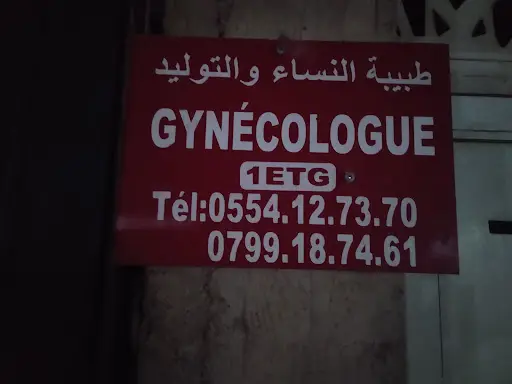 طبيبة النساء والتوليد
GYNÉCOLOGUE
1ETG
Tél:0554.12.73.70
0799.18.74.61